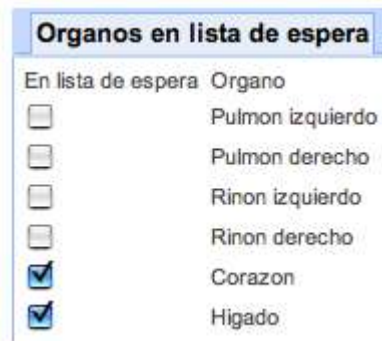 Organos en lista de espera
En lista de espera Organo
Pulmon izquierdo
Pulmon derecho
Rinon izquierdo
Rinon derecho
Corazon
Higado